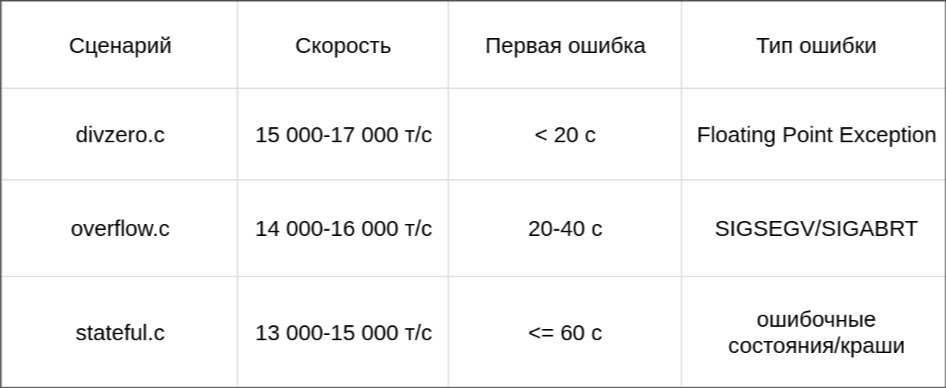 Сценарий Скорость Первая ошибка Тип ошибки
divzero.c 15 000-17 000 т/с < 20 с Floating Point Exception
overflow.c 14 000-16 000 т/с 20-40 с SIGSEGV/SIGABRT
stateful.c 13 000-15 000 т/с <= 60 с ошибочные
состояния/краши